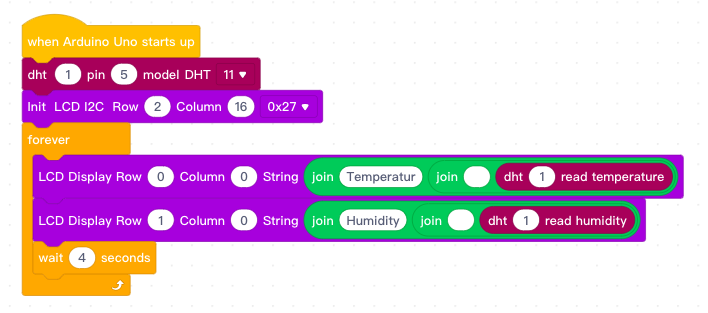 when Arduino Uno starts up
dht 1 pin 5 model DHT 11
Init LCD I2C Row 2 Column 16 0x27
forever
LCD Display Row 0 Column 0 String join Temperatur join dht 1 read temperature
LCD Display Row 1 Column 0 String join Humidity join dht 1 read humidity
wait 4 seconds